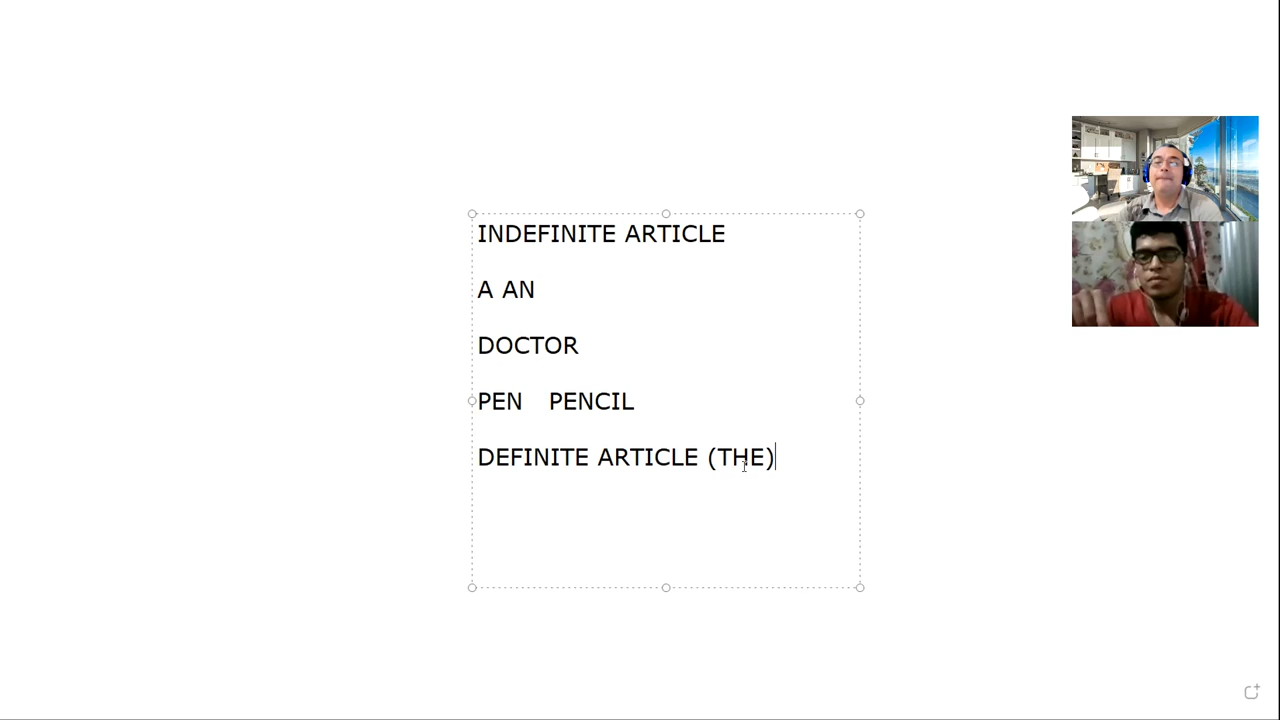 INDEFINITE ARTICLE
A AN
DOCTOR
PEN PENCIL
DEFINITE ARTICLE (THE)